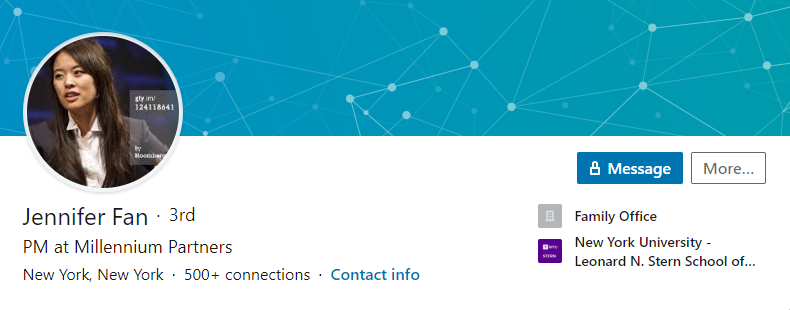 gty im/
124118641
By
Bloomberg
Message
More...
Jennifer Fan · 3rd
Family Office
PM at Millennium Partners
New York University -
Leonard N. Stern School of...
NYU
STERN
New York, New York · 500+ connections · Contact info